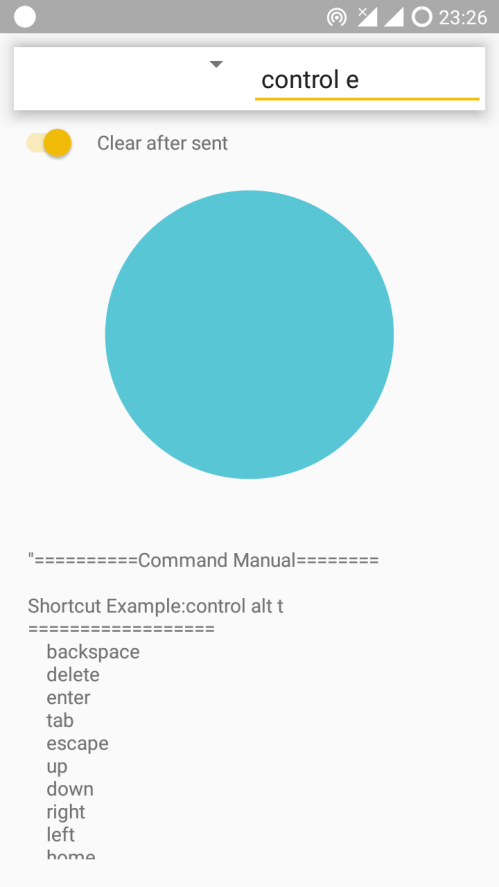 23:26
control e
Clear after sent
"==========Command Manual========
Shortcut Example:control alt t
==================
backspace
delete
enter
tab
escape
up
down
right
left
home